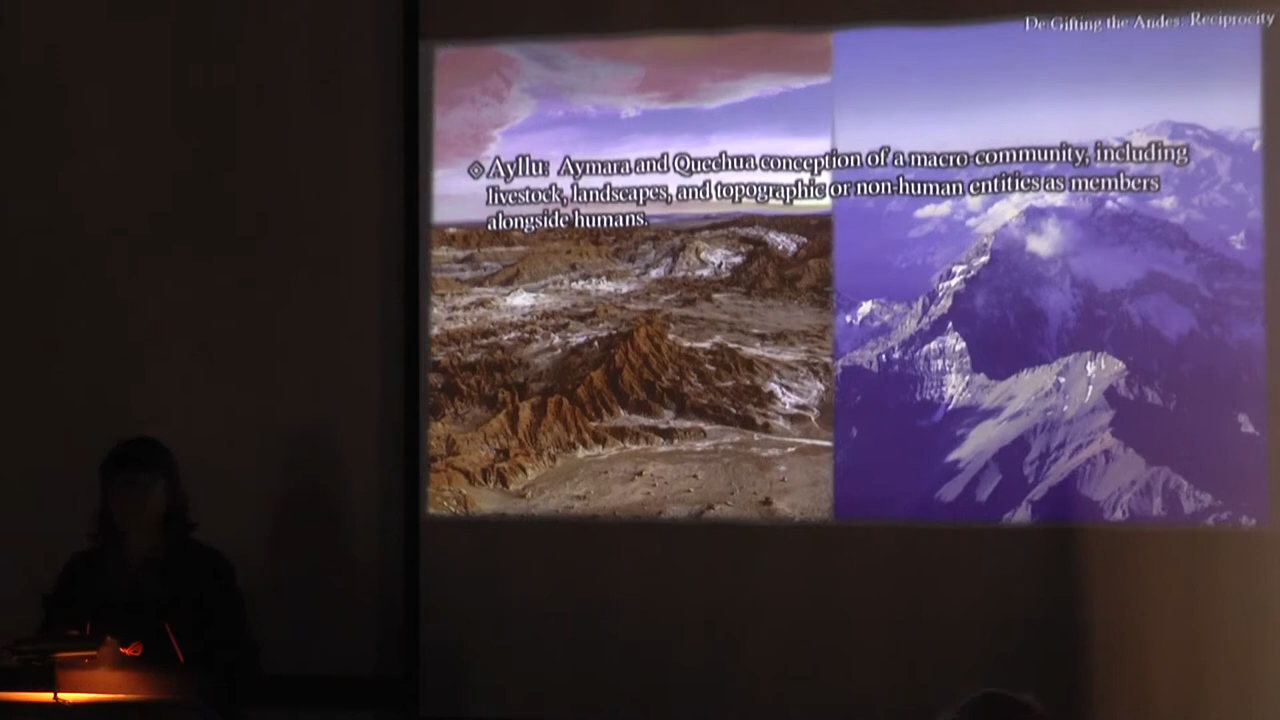 De-Gifting the Andes: Reciprocity
Ayllu: Aymara and Quechua conception of a macro-community, including
livestock, landscapes, and topographic or non-human entities as members
alongside humans.